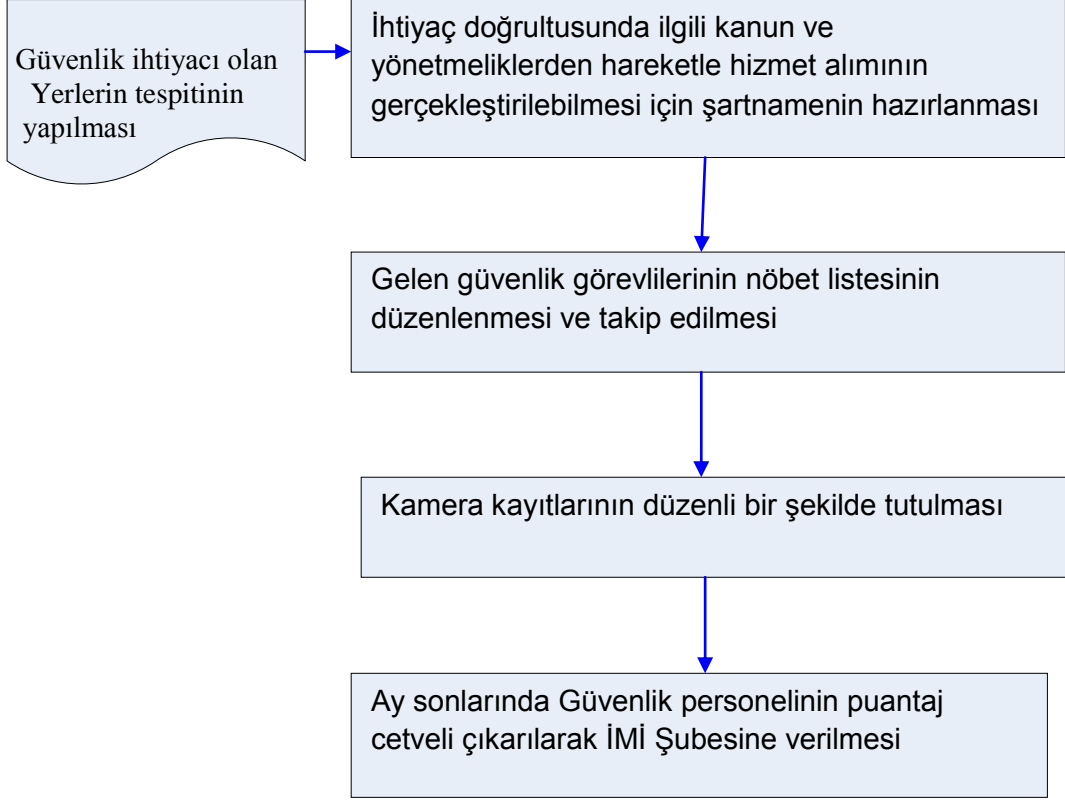 Güvenlik ihtiyacı olan
Yerlerin tespitinin
yapılması
İhtiyaç doğrultusunda ilgili kanun ve
yönetmeliklerden hareketle hizmet alımının
gerçekleştirilebilmesi için şartnamenin hazırlanması
Gelen güvenlik görevlilerinin nöbet listesinin
düzenlenmesi ve takip edilmesi
Kamera kayıtlarının düzenli bir şekilde tutulması
Ay sonlarında Güvenlik personelinin puantaj
cetveli çıkarılarak İMİ Şubesine verilmesi